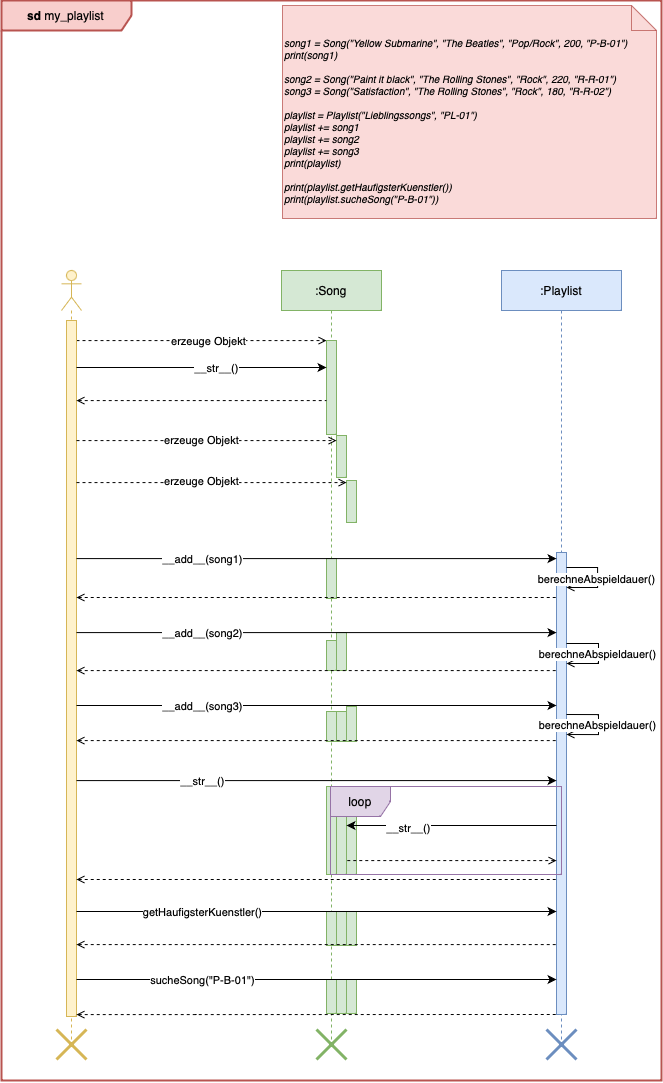 sd my_playlist
song1 = Song("Yellow Submarine", "The Beatles", "Pop/Rock", 200, "P-B-01")
print(song1)
song2 = Song("Paint it black", "The Rolling Stones", "Rock", 220, "R-R-01")
song3 = Song("Satisfaction", "The Rolling Stones", "Rock", 180, "R-R-02")
playlist = Playlist("Lieblingssongs", "PL-01")
playlist += song1
playlist += song2
playlist += song3
print(playlist)
print(playlist.getHaufigsterKuenstler())
print(playlist.sucheSong("P-B-01"))
:Song
:Playlist
erzeuge Objekt
__str__()
erzeuge Objekt
erzeuge Objekt
__add__(song1)
berechneAbspieldauer()
__add__(song2)
berechneAbspieldauer()
__add__(song3)
berechneAbspieldauer()
__str__()
loop
__str__()
getHaufigsterKuenstler()
sucheSong("P-B-01")